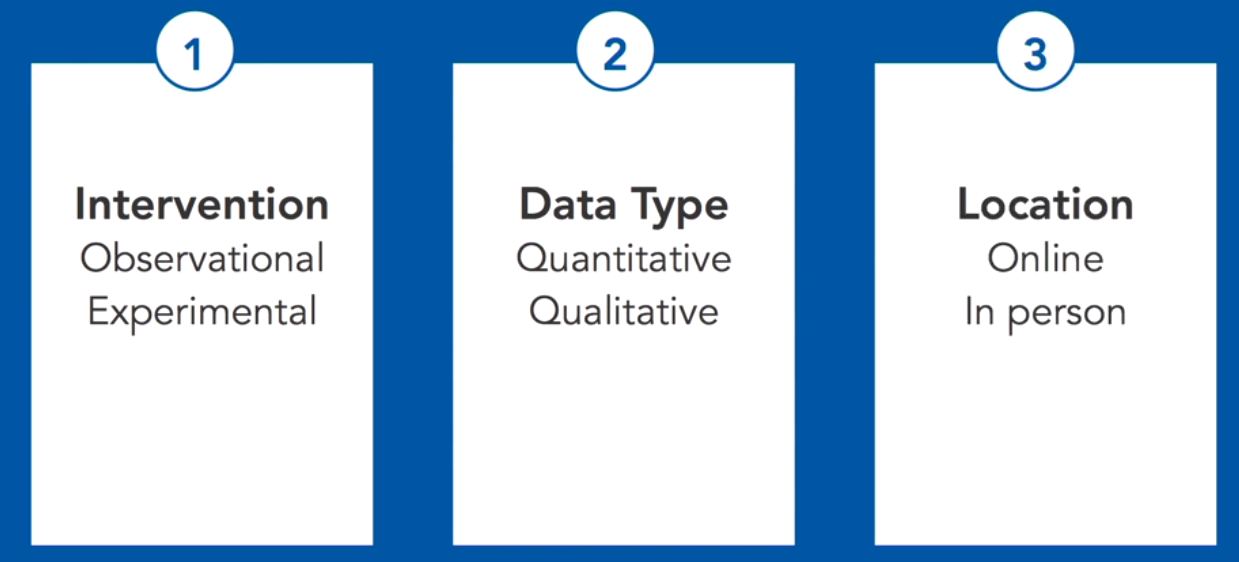 1
Intervention
Observational
Experimental
2
Data Type
Quantitative
Qualitative
3
Location
Online
In person